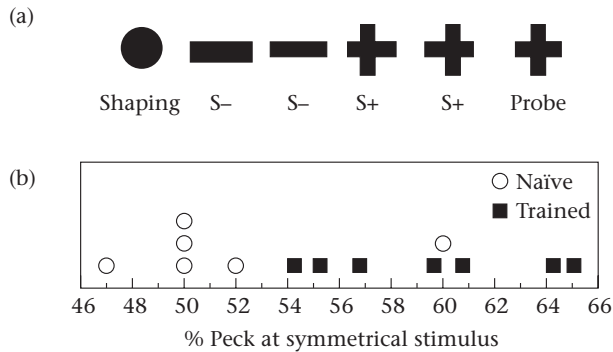 (a)
Shaping S– S– S+ S+ Probe
(b)
Naïve
Trained
46 48 50 52 54 56 58 60 62 64 66
% Peck at symmetrical stimulus